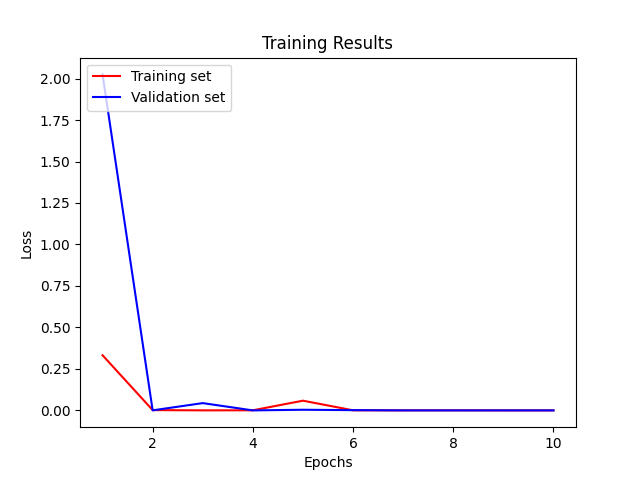 Training Results
Training set
Validation set
2.00
1.75
1.50
1.25
1.00
0.75
0.50
0.25
0.00
Loss
2 4 6 8 10
Epochs